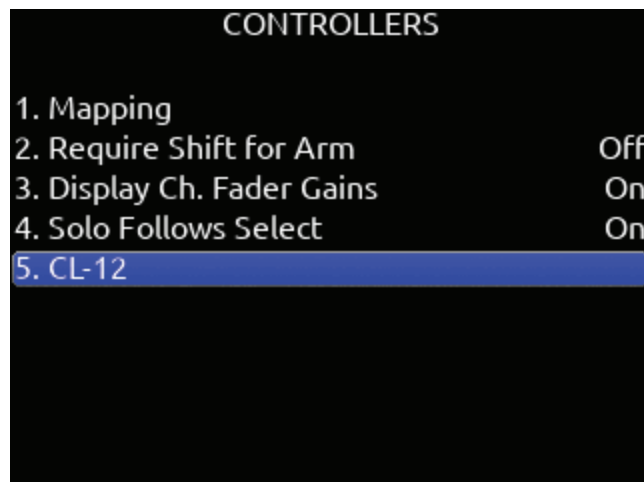 CONTROLLERS
1. Mapping
2. Require Shift for Arm Off
3. Display Ch. Fader Gains On
4. Solo Follows Select On
5. CL-12